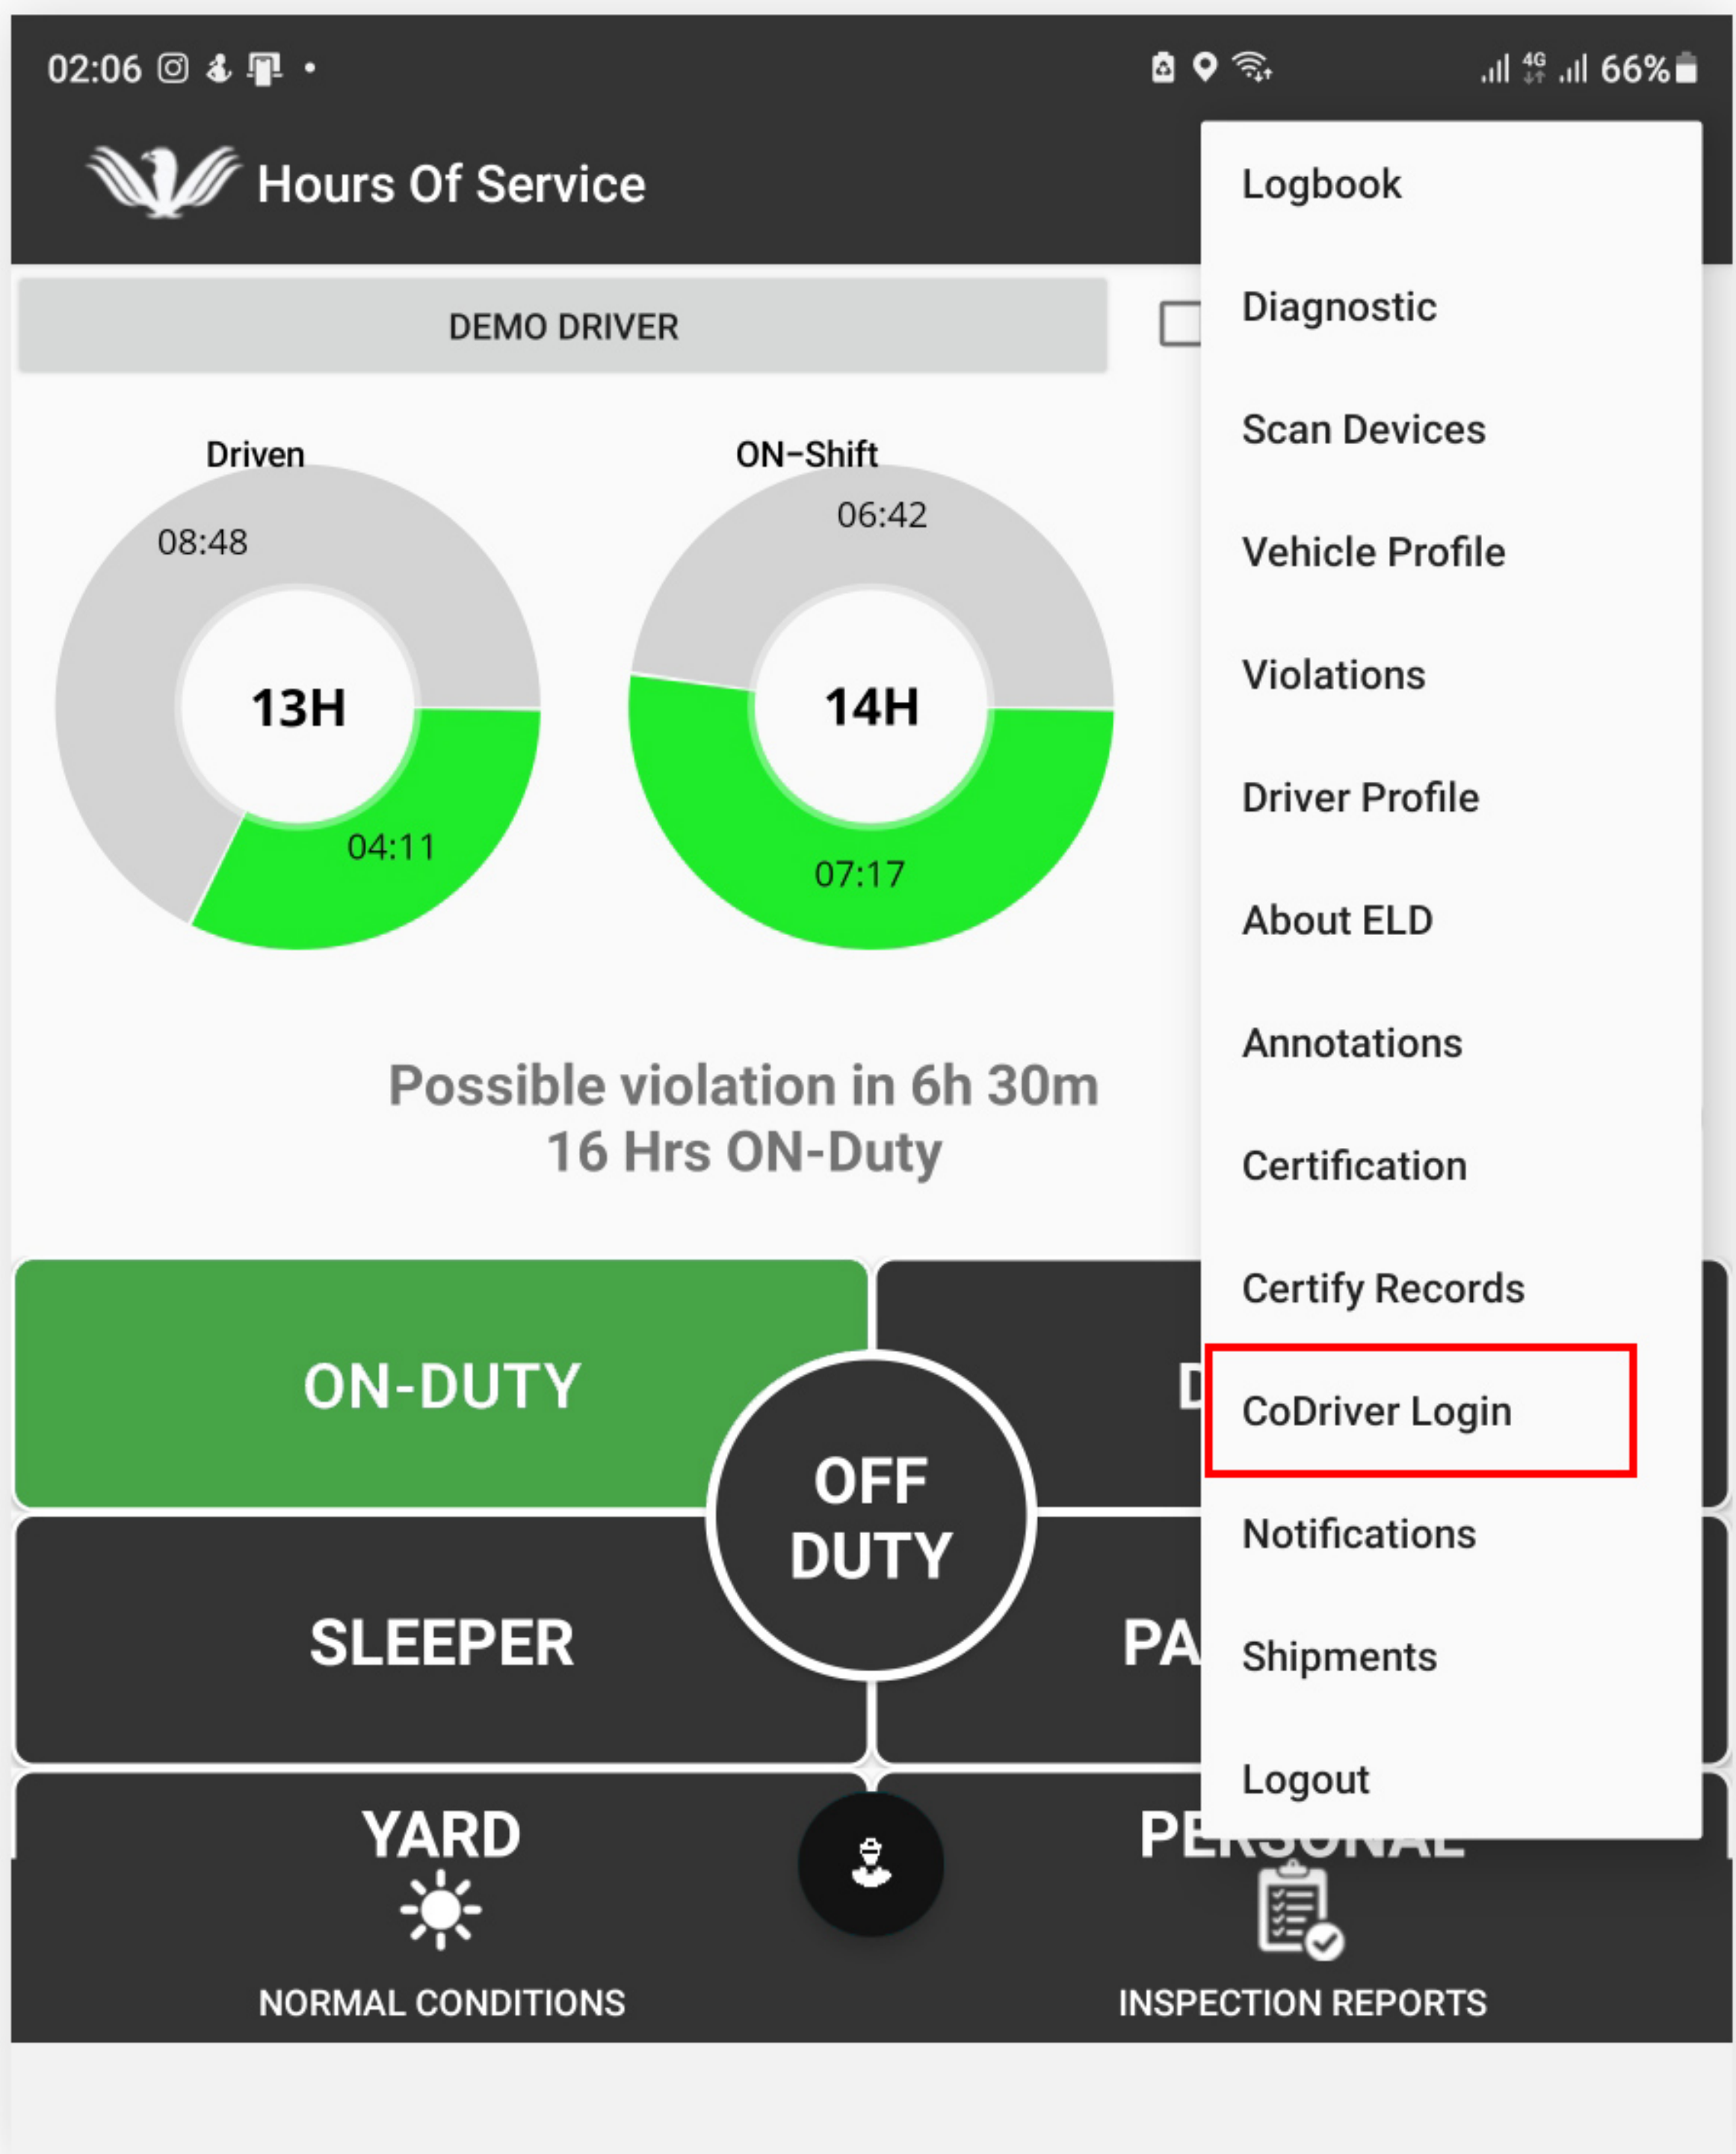 02:06
4G
66%
Hours Of Service
DEMO DRIVER
Driven
08:48
13H
04:11
ON-Shift
06:42
14H
07:17
Possible violation in 6h 30m
16 Hrs ON-Duty
ON-DUTY
D
OFF
DUTY
SLEEPER
PA
YARD
PERSONAL
NORMAL CONDITIONS
INSPECTION REPORTS
Logbook
Diagnostic
Scan Devices
Vehicle Profile
Violations
Driver Profile
About ELD
Annotations
Certification
Certify Records
CoDriver Login
Notifications
Shipments
Logout